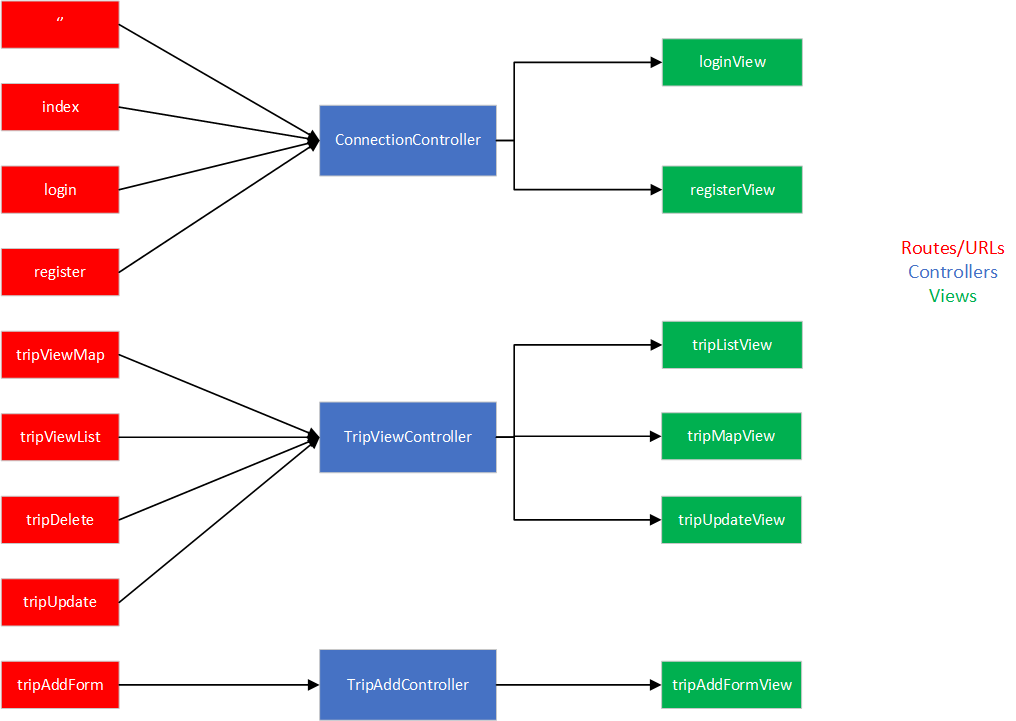 “
index
login
register
tripViewMap
tripViewList
tripDelete
tripUpdate
tripAddForm
ConnectionController
TripViewController
TripAddController
loginView
registerView
tripListView
tripMapView
tripUpdateView
tripAddFormView
Routes/URLs
Controllers
Views